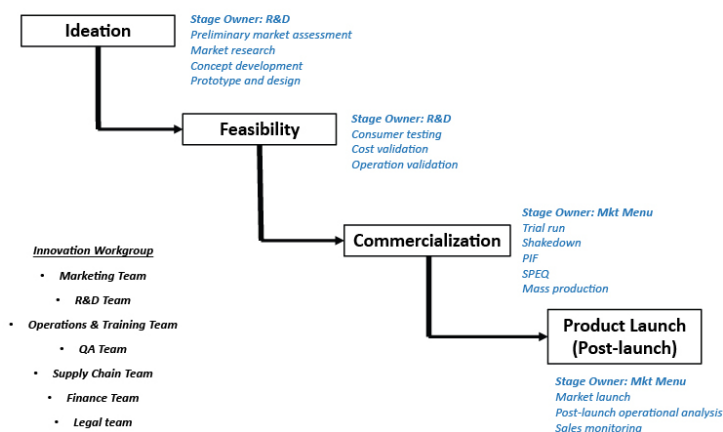 Ideation
Stage Owner: R&D
Preliminary market assessment
Market research
Concept development
Prototype and design
Feasibility
Stage Owner: R&D
Consumer testing
Cost validation
Operation validation
Commercialization
Stage Owner: Mkt Menu
Trial run
Shakedown
PIF
SPEQ
Mass production
Innovation Workgroup
• Marketing Team
• R&D Team
• Operations & Training Team
• QA Team
• Supply Chain Team
• Finance Team
• Legal team
Product Launch
(Post-launch)
Stage Owner: Mkt Menu
Market launch
Post-launch operational analysis
Sales monitoring